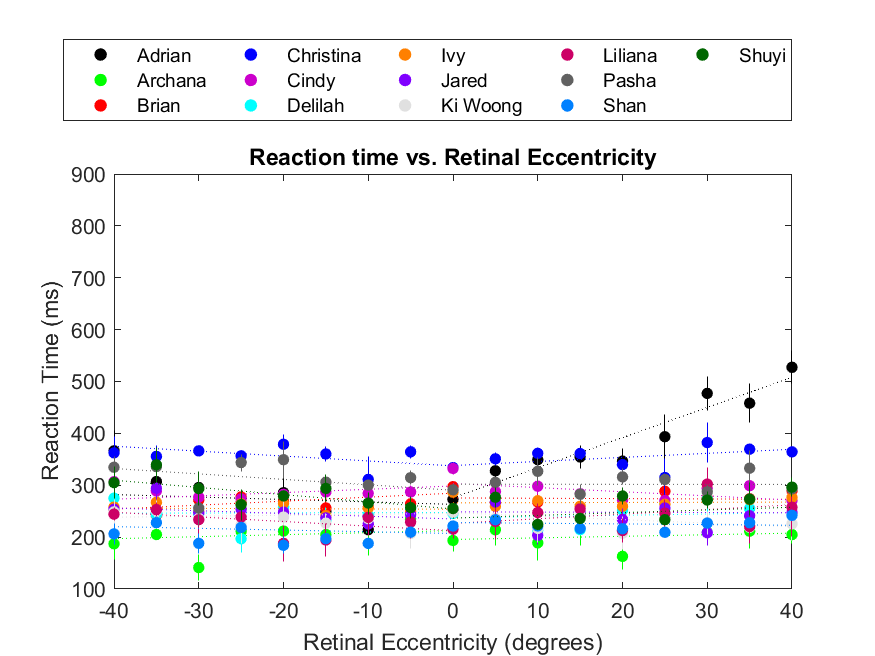 Adrian Christina Ivy Liliana Shuyi
Archana Cindy Jared Pasha
Brian Delilah Ki Woong Shan
Reaction time vs. Retinal Eccentricity
900
800
700
600
500
400
300
200
100
Reaction Time (ms)
-40 -30 -20 -10 0 10 20 30 40
Retinal Eccentricity (degrees)